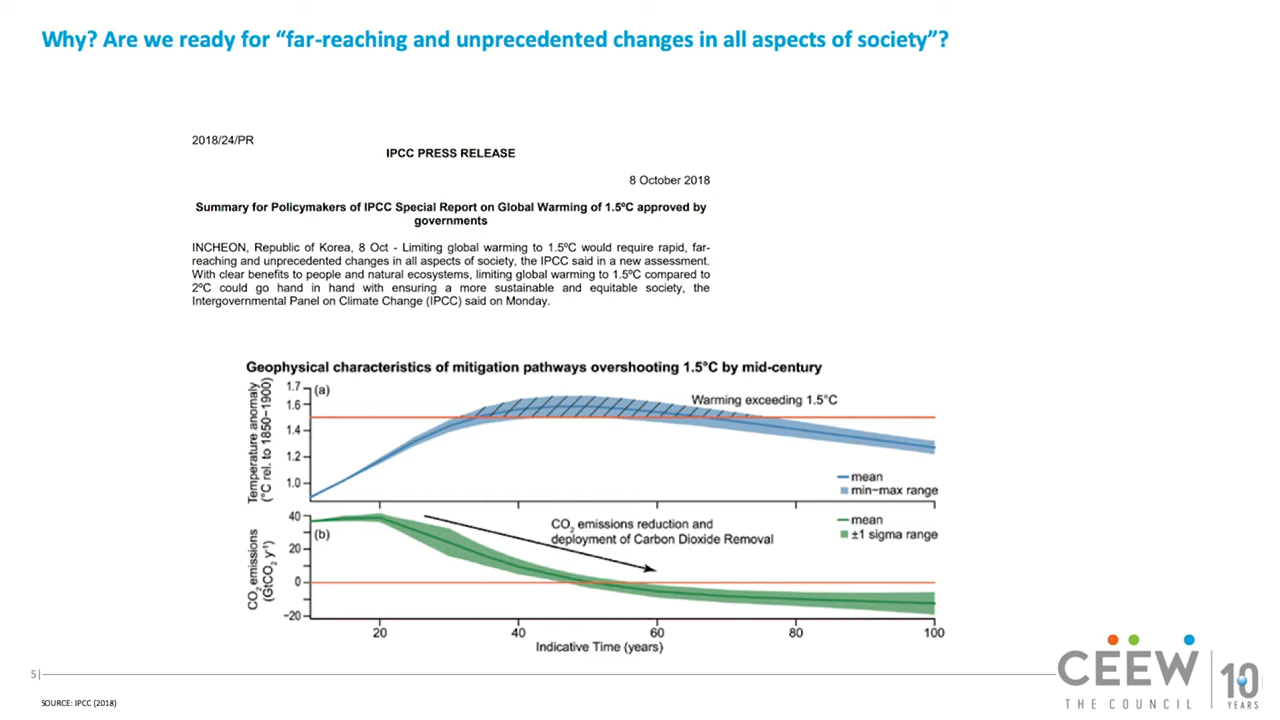 Why? Are we ready for “far-reaching and unprecedented changes in all aspects of society”?
2018/24/PR
IPCC PRESS RELEASE
8 October 2018
Summary for Policymakers of IPCC Special Report on Global Warming of 1.5ºC approved by
governments
INCHEON, Republic of Korea, 8 Oct - Limiting global warming to 1.5ºC would require rapid, far-
reaching and unprecedented changes in all aspects of society, the IPCC said in a new assessment.
With clear benefits to people and natural ecosystems, limiting global warming to 1.5ºC compared to
2ºC could go hand in hand with ensuring a more sustainable and equitable society, the
Intergovernmental Panel on Climate Change (IPCC) said on Monday.
Geophysical characteristics of mitigation pathways overshooting 1.5°C by mid-century
Temperature anomaly
(°C rel. to 1850−1900)
1.7
1.6
1.4
1.2
1.0
(a)
Warming exceeding 1.5°C
mean
min−max range
CO₂ emissions
(GtCO₂ y⁻¹)
40
20
0
−20
(b)
CO₂ emissions reduction and
deployment of Carbon Dioxide Removal
mean
±1 sigma range
20 40 60 80 100
Indicative Time (years)
5|
SOURCE: IPCC (2018)
CEEW
THE COUNCIL
10
YEARS